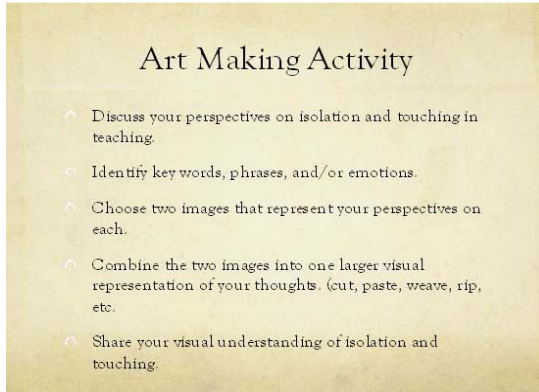 Art Making Activity
Discuss your perspectives on isolation and touching in
teaching.
Identify key words, phrases, and/or emotions.
Choose two images that represent your perspectives on
each.
Combine the two images into one larger visual
representation of your thoughts. (cut, paste, weave, rip,
etc.
Share your visual understanding of isolation and
touching.